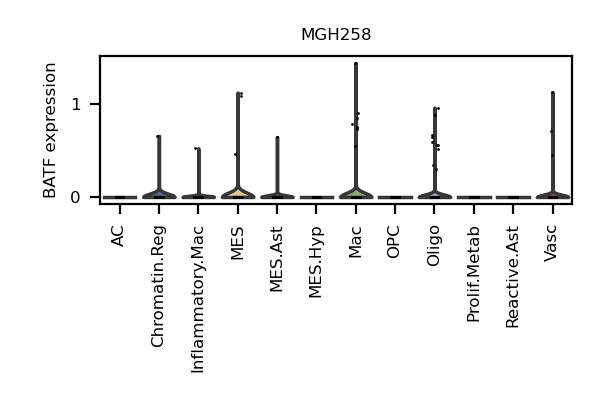 MGH258
BATF expression
1
0
AC
Chromatin.Reg
Inflammatory.Mac
MES
MES.Ast
MES.Hyp
Mac
OPC
Oligo
Prolif.Metab
Reactive.Ast
Vasc